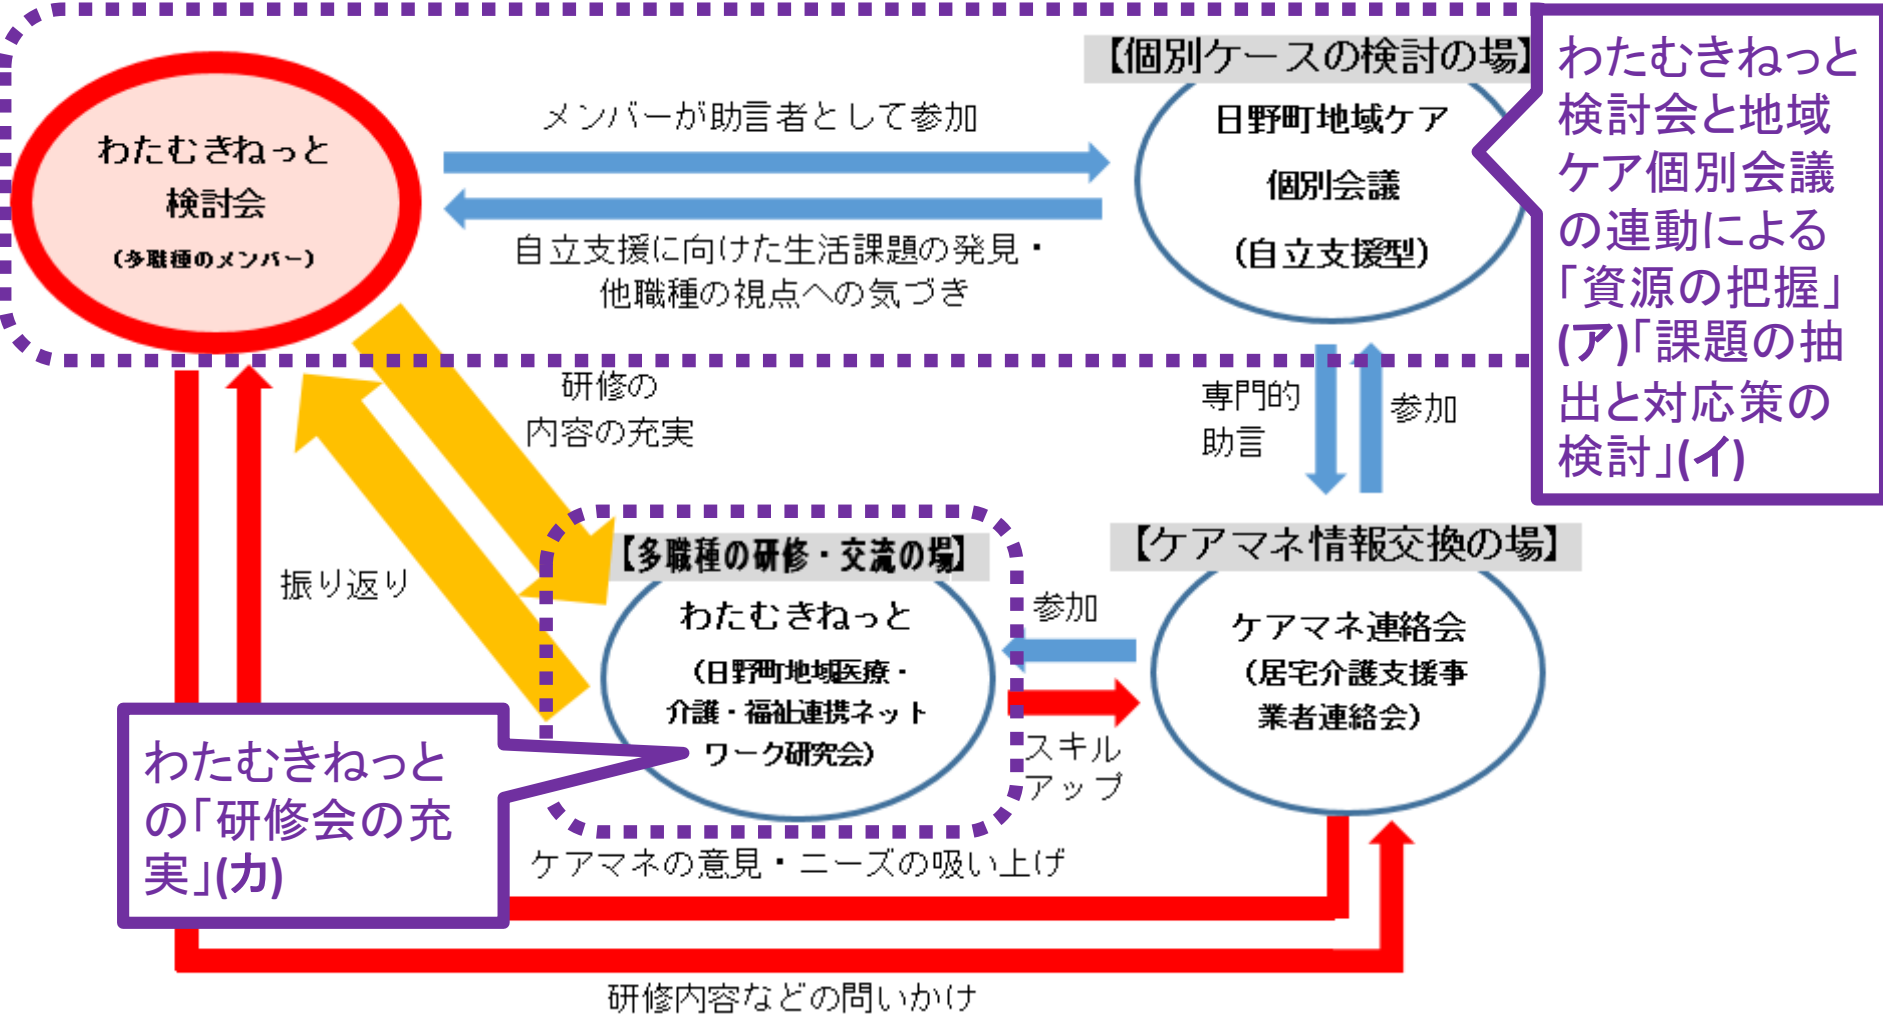 わたむきねっと
検討会
(多職種のメンバー)
メンバーが助言者として参加
自立支援に向けた生活課題の発見・
他職種の視点への気づき
【個別ケースの検討の場】
日野町地域ケア
個別会議
(自立支援型)
わたむきねっと
検討会と地域
ケア個別会議
の連動による
「資源の把握」
(ア)「課題の抽
出と対応策の
検討」(イ)
研修の
内容の充実
専門的
助言
参加
振り返り
【多職種の研修・交流の場】
わたむきねっと
(日野町地域医療・
介護・福祉連携ネット
ワーク研究会)
参加
スキル
アップ
【ケアマネ情報交換の場】
ケアマネ連絡会
(居宅介護支援事
業者連絡会)
わたむきねっと
の「研修会の充
実」(カ)
ケアマネの意見・ニーズの吸い上げ
研修内容などの問いかけ